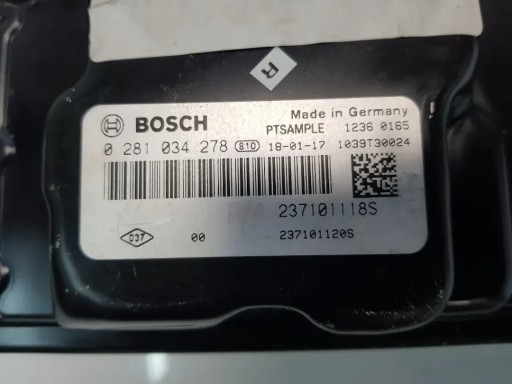 R
BOSCH
Made in Germany
PTSAMPLE 1236 0165
0 281 034 278 810 18-01-17 1039T30024
237101118S
D37 00 237101120S